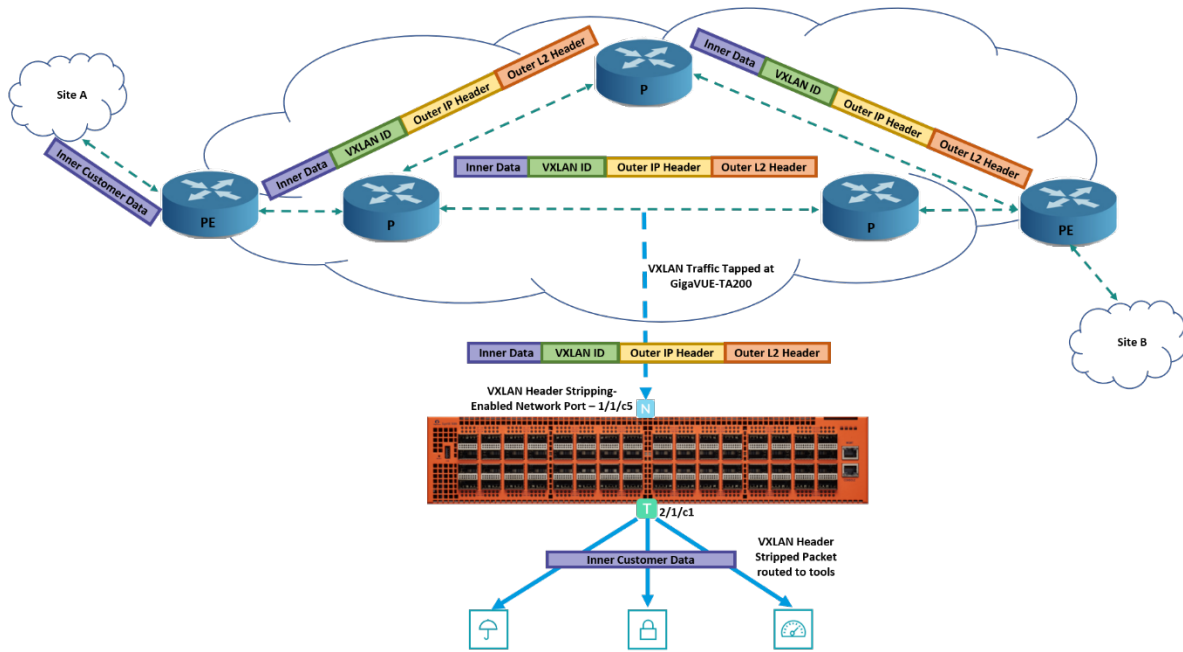 Outer L2 Header
Outer IP Header
VXLAN ID
Inner Data
Inner Data
VXLAN ID
Outer IP Header
Outer L2 Header
P
Site A
Inner Customer Data
Inner Data VXLAN ID Outer IP Header Outer L2 Header
PE
P
P
PE
VXLAN Traffic Tapped at
GigaVUE-TA200
Site B
Inner Data VXLAN ID Outer IP Header Outer L2 Header
VXLAN Header Stripping-
Enabled Network Port – 1/1/c5
N
T
2/1/c1
VXLAN Header
Stripped Packet
routed to tools
Inner Customer Data